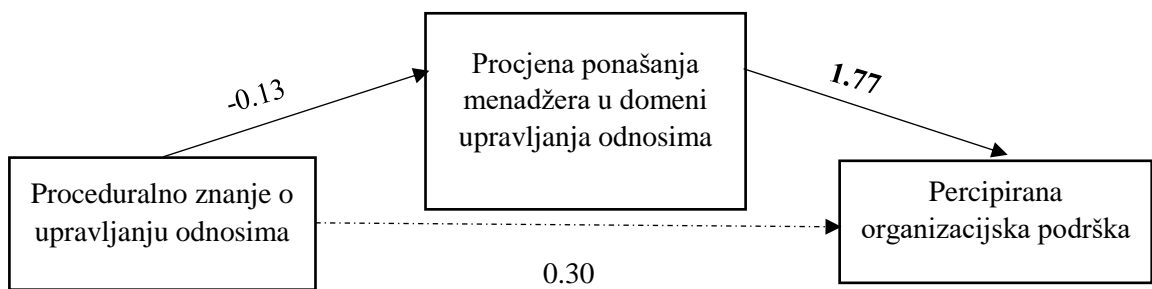 -0.13
Procjena ponašanja
menadžera u domeni
upravljanja odnosima
1.77
Proceduralno znanje o
upravljanju odnosima
Percipirana
organizacijska podrška
0.30